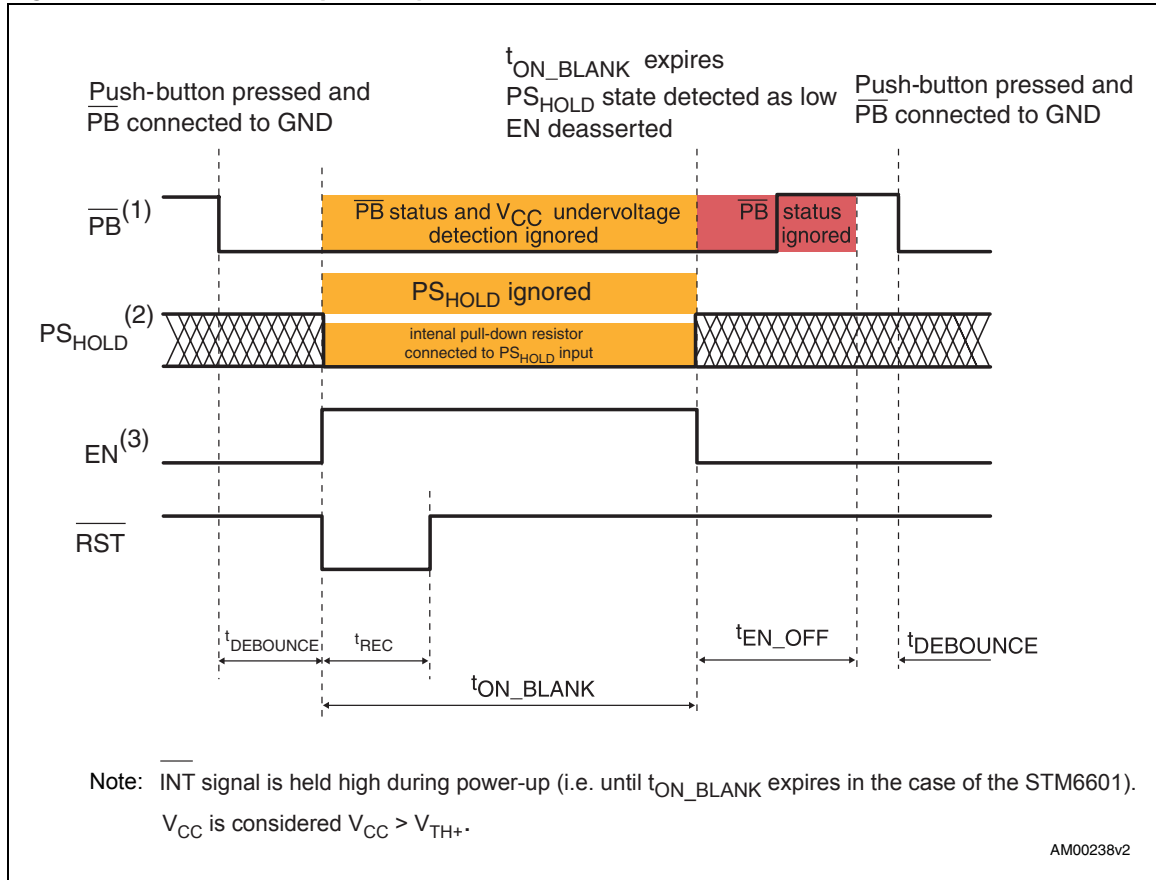 tON_BLANK expires
PSHOLD state detected as low
EN deasserted
Push-button pressed and
PB connected to GND
Push-button pressed and
PB connected to GND
PB(1)
PB status and VCC undervoltage
detection ignored
PB status
ignored
PSHOLD ignored
PSHOLD(2)
intenal pull-down resistor
connected to PSHOLD input
EN(3)
RST
tDEBOUNCE
tREC
tEN_OFF
tDEBOUNCE
tON_BLANK
Note: INT signal is held high during power-up (i.e. until tON_BLANK expires in the case of the STM6601).
VCC is considered VCC > VTH+.
AM00238v2